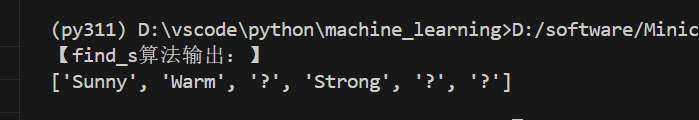 (py311) D:\vscode\python\machine_learning>D:/software/Minic
【find_s算法输出：】
['Sunny', 'Warm', '?', 'Strong', '?', '?']